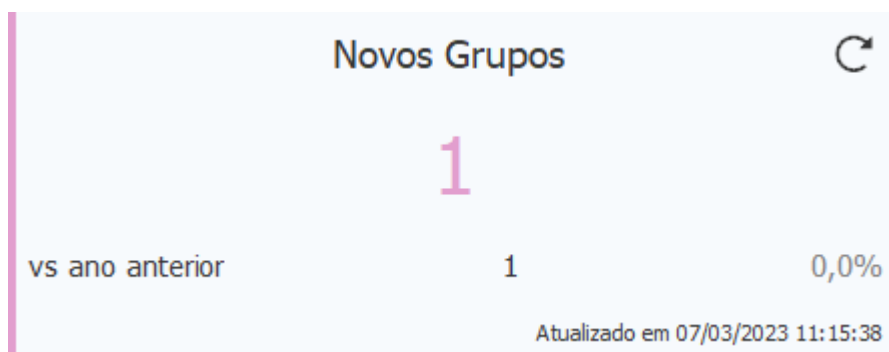 Novos Grupos
1
vs ano anterior 1 0,0%
Atualizado em 07/03/2023 11:15:38